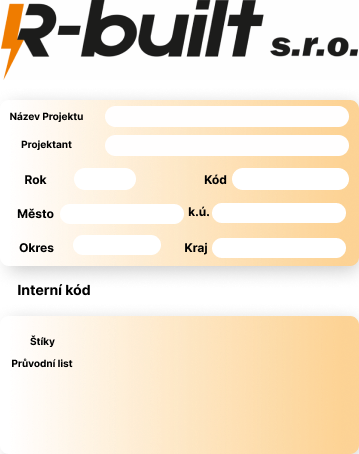 R-built s.r.o.
Název Projektu
Projektant
Rok Kód
Město k.ú.
Okres Kraj
Interní kód
Štíky
Průvodní list